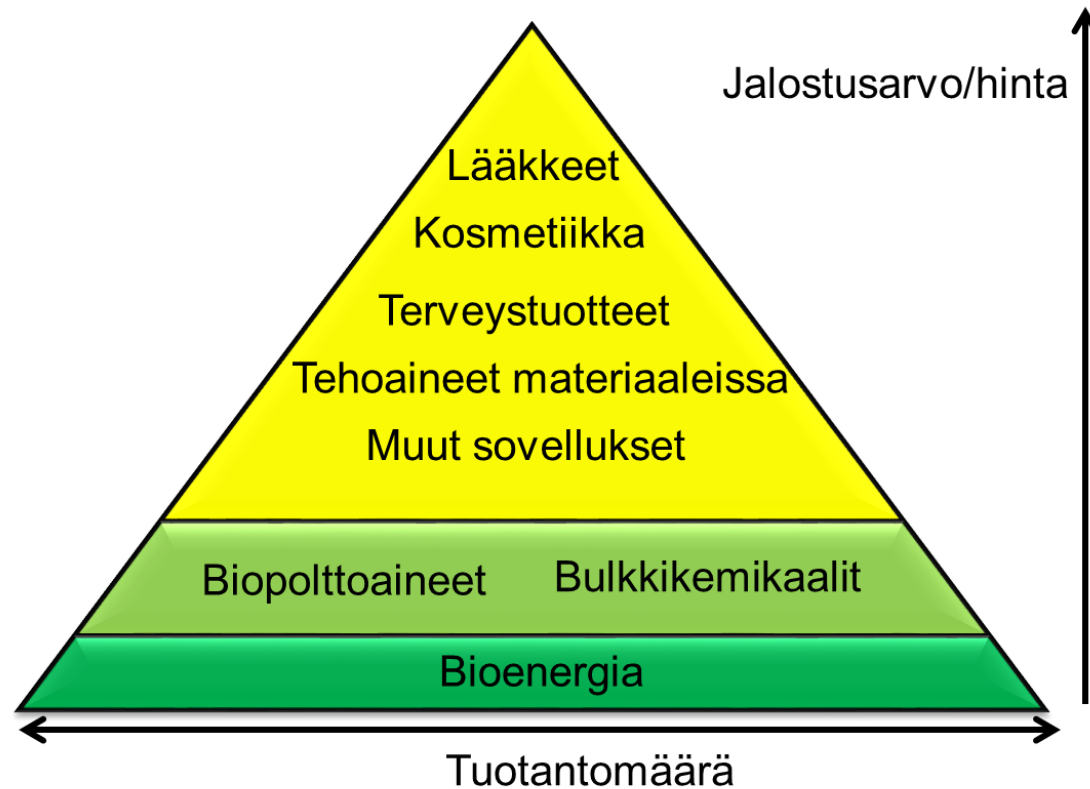 Jalostusarvo/hinta
Lääkkeet
Kosmetiikka
Terveystuotteet
Tehoaineet materiaaleissa
Muut sovellukset
Biopolttoaineet
Bulkkikemikaalit
Bioenergia
Tuotantomäärä